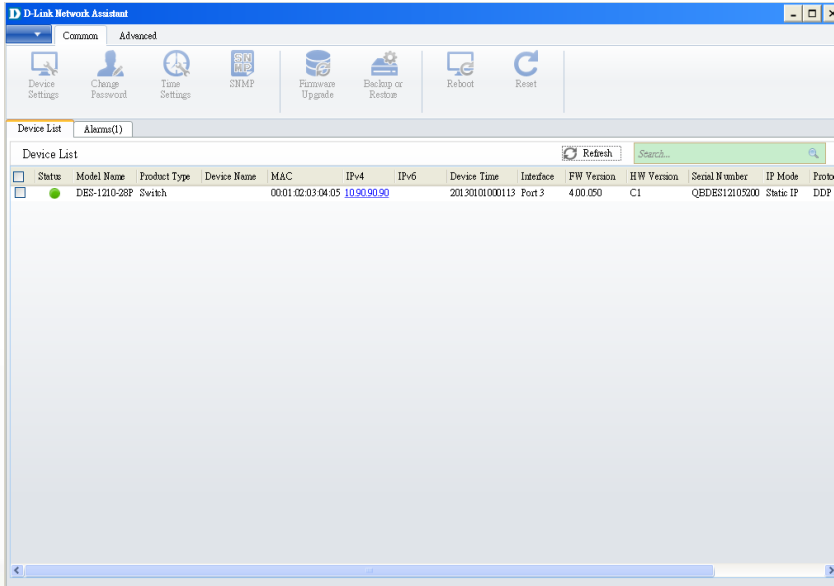 D-Link Network Assistant
Common Advanced
Device Settings Change Password Time Settings SNMP Firmware Upgrade Backup or Restore Reboot Reset
Device List Alarms(1)
Device List Refresh Search...
Status Model Name Product Type Device Name MAC IPv4 IPv6 Device Time Interface FW Version HW Version Serial Number IP Mode Proto
DES-1210-28P Switch 00:01:02:03:04:05 10.90.90.90 20130101000113 Port 3 4.00.050 C1 QBDES12105200 Static IP DDP